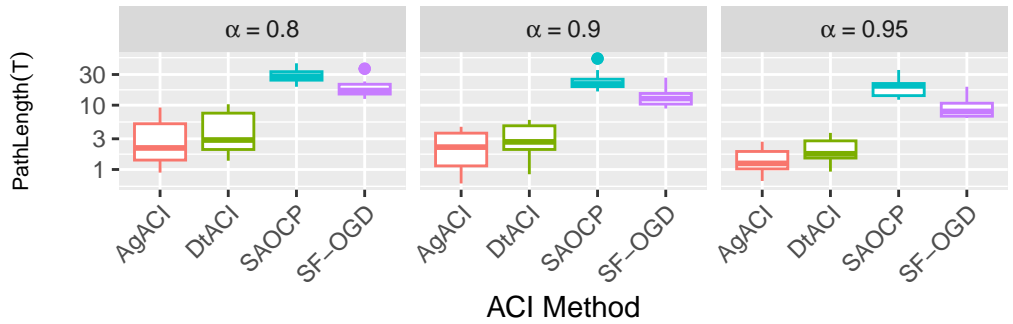 α = 0.8
α = 0.9
α = 0.95
PathLength(T)
30
10
3
1
AgACI
DtACI
SAOCP
SF−OGD
AgACI
DtACI
SAOCP
SF−OGD
AgACI
DtACI
SAOCP
SF−OGD
ACI Method